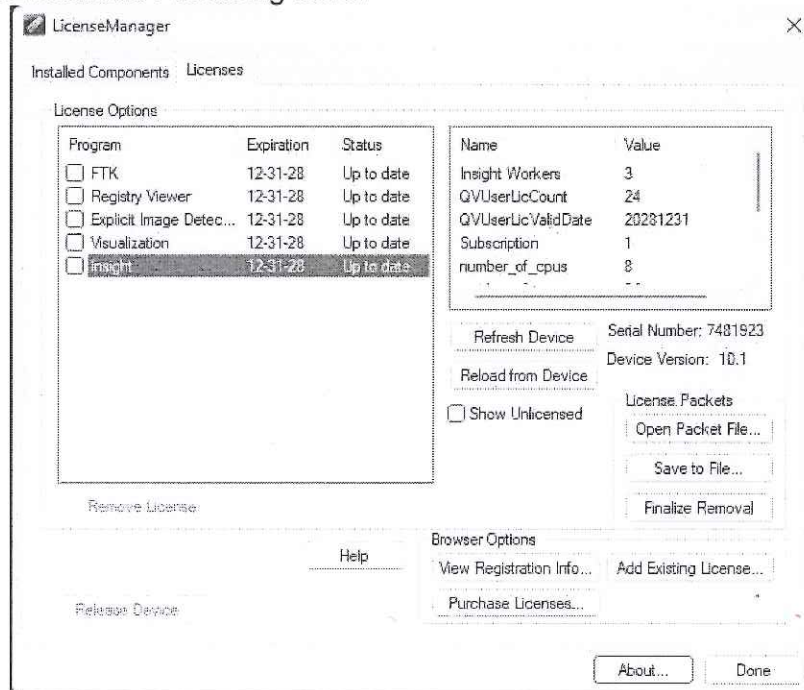 LicenseManager
Installed Components Licenses
License Options
Program Expiration Status
FTK 12-31-28 Up to date
Registry Viewer 12-31-28 Up to date
Explicit Image Detec... 12-31-28 Up to date
Visualization 12-31-28 Up to date
Insight 12-31-28 Up to date
Name Value
Insight Workers 3
QVUserLicCount 24
QVUserLicValidDate 20281231
Subscription 1
number_of_cpus 8
Refresh Device
Serial Number: 7481923
Reload from Device
Device Version: 10.1
Show Unlicensed
License Packets
Open Packet File...
Save to File...
Finalize Removal
Remove License
Help
Release Device
Browser Options
View Registration Info... Add Existing License...
Purchase Licenses...
About... Done